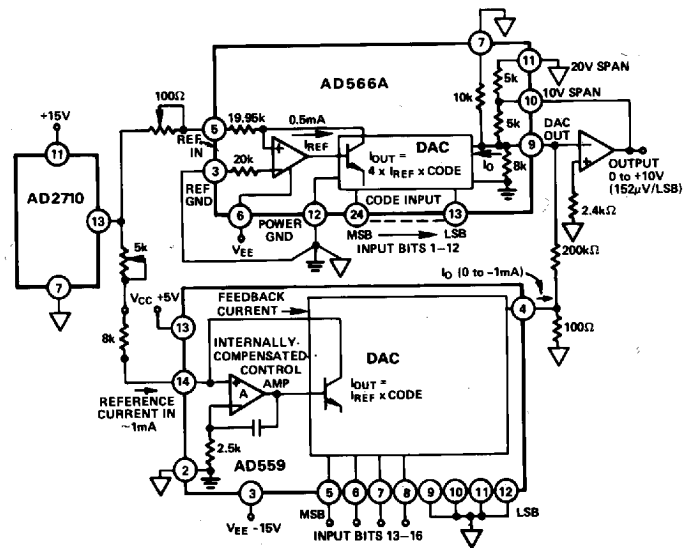 7
11
20V SPAN
AD566A
5k
10
10V SPAN
100Ω
10k
5k
DAC
OUT
+15V
5
19.95k
0.5mA
REF
IN
IREF
DAC
9
11
3
20k
IOUT =
4 x IREF x CODE
IO
8k
OUTPUT
0 to +10V
(152µV/LSB)
AD2710
REF
GND
CODE INPUT
13
6
POWER
GND
12
24
13
2.4kΩ
VEE
MSB
LSB
INPUT BITS 1–12
5k
200kΩ
7
IO (0 to -1mA)
VCC +5V
FEEDBACK
CURRENT
4
13
8k
INTERNALLY-
COMPENSATED-
CONTROL
AMP
DAC
100Ω
14
A
IOUT =
IREF x CODE
REFERENCE
CURRENT IN
~1mA
2.5k
2
AD559
3
5
6
7
8
9
10
11
12
MSB
LSB
VEE -15V
INPUT BITS 13–16